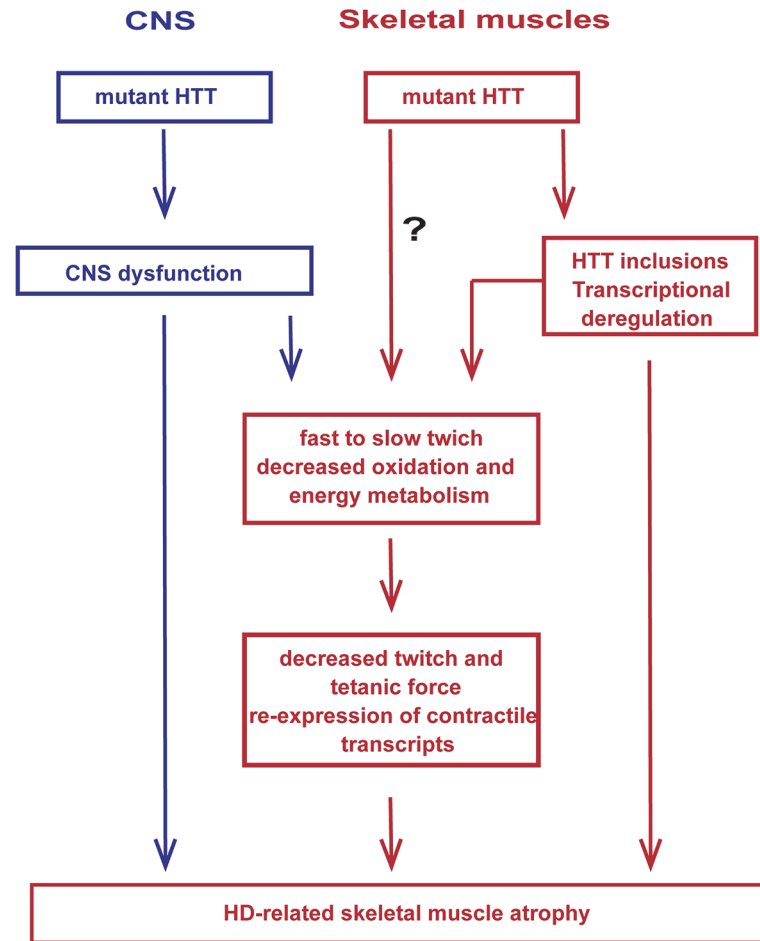 CNS
Skeletal muscles
mutant HTT
mutant HTT
?
CNS dysfunction
HTT inclusions
Transcriptional
deregulation
fast to slow twich
decreased oxidation and
energy metabolism
decreased twitch and
tetanic force
re-expression of contractile
transcripts
HD-related skeletal muscle atrophy